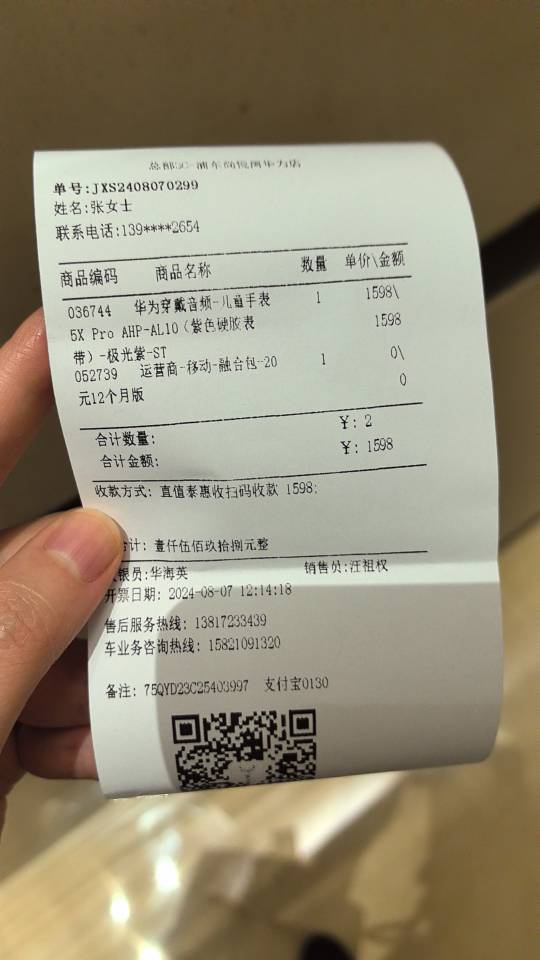 单号:JXS2408070299
姓名:张女士
联系电话:139****2654
商品编码 商品名称 数量 单价\金额
036744 华为穿戴音频-儿童手表 1 1598\
5X Pro AHP-AL10（紫色硬胶表 1598
带）-极光紫-ST
052739 运营商-移动-融合包-20 1 0\
元12个月版 0
合计数量: ¥: 2
合计金额: ¥: 1598
收款方式: 直值泰惠收扫码收款 1598;
合计: 壹仟伍佰玖拾捌元整
银员:华海英 销售员:汪祖权
开票日期: 2024-08-07 12:14:18
售后服务热线: 13817233439
车业务咨询热线: 15821091320
备注: 75QYD23C25403997 支付宝0130